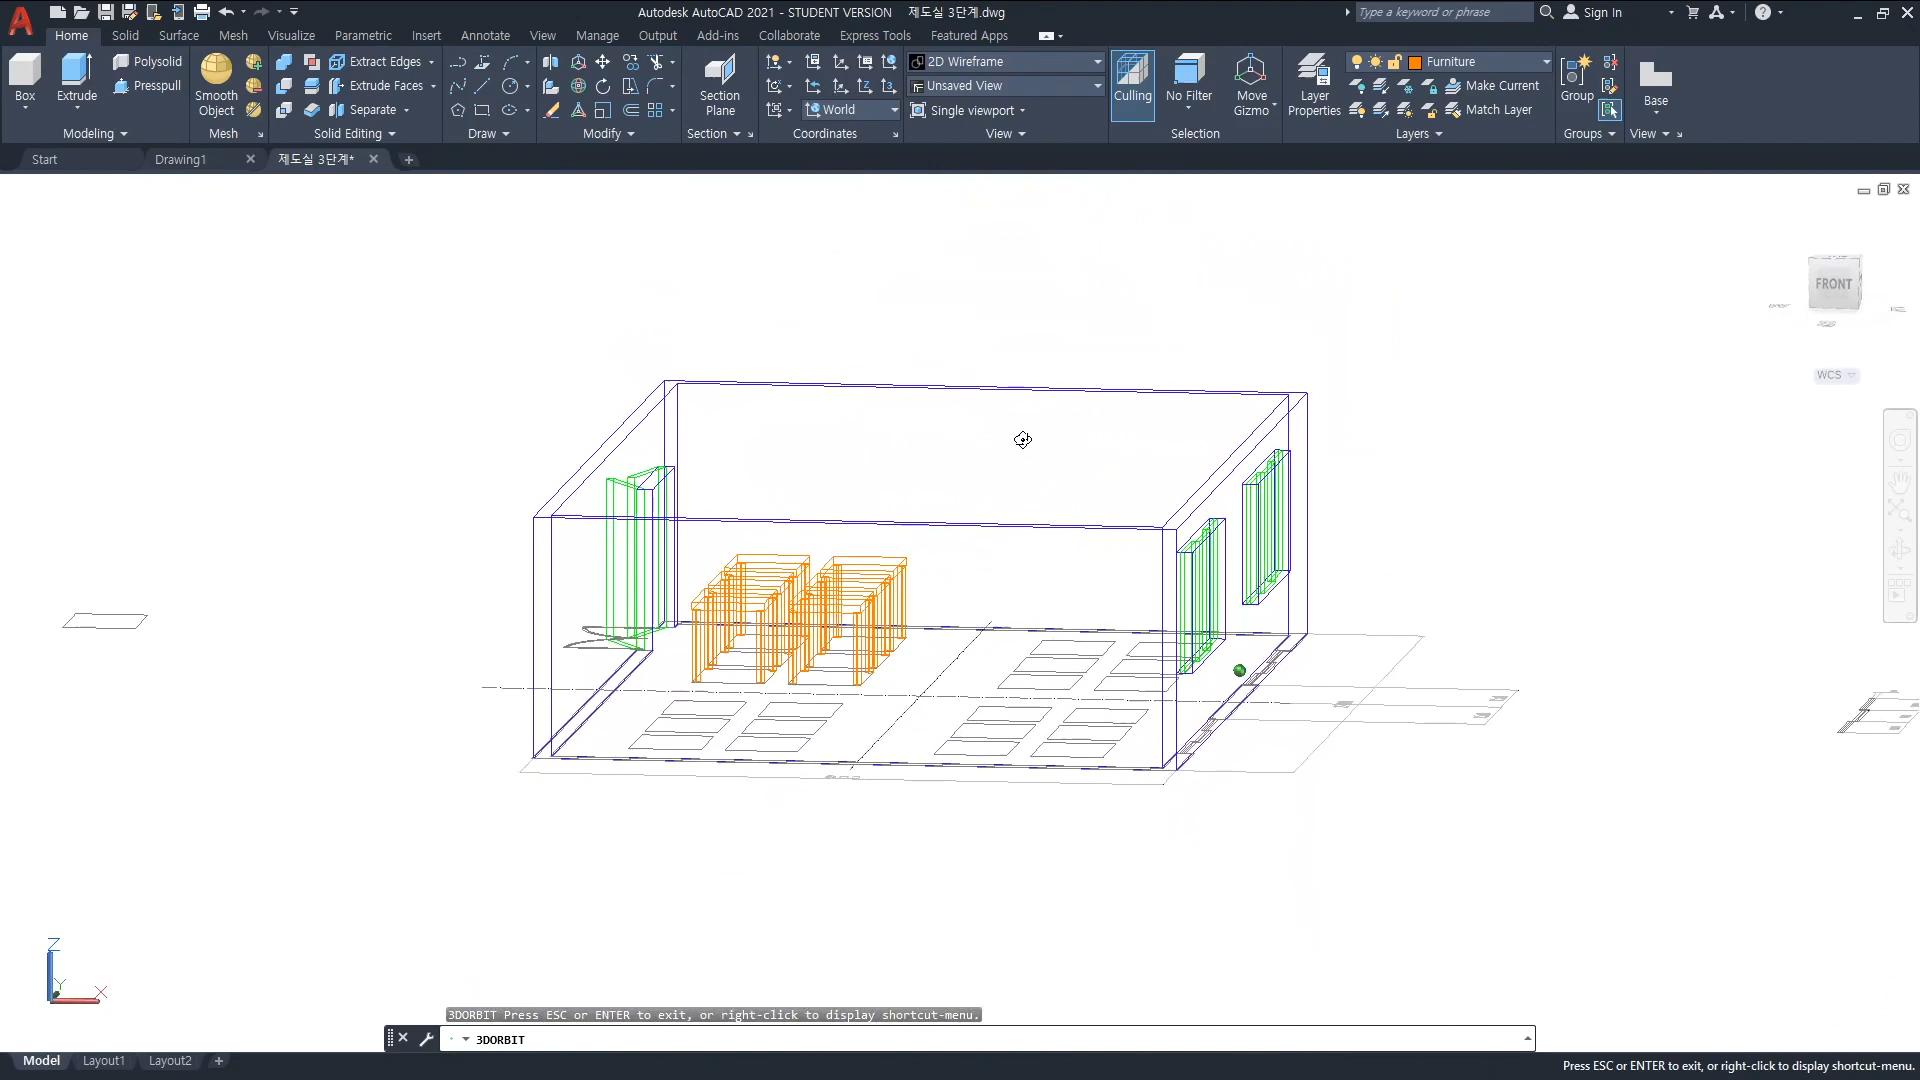 Autodesk AutoCAD 2021 - STUDENT VERSION 제도실 3단계.dwg
Type a keyword or phrase
Sign In
Home Solid Surface Mesh Visualize Parametric Insert Annotate View Manage Output Add-ins Collaborate Express Tools Featured Apps
Box
Extrude
Polysolid
Presspull
Modeling
Smooth
Object
Mesh
Extract Edges
Extrude Faces
Separate
Solid Editing
Draw
Modify
Section
Plane
Section
World
Coordinates
2D Wireframe
Unsaved View
Single viewport
View
Culling
No Filter
Move
Gizmo
Selection
Layer
Properties
Furniture
Make Current
Match Layer
Layers
Group
Groups
Base
View
Start Drawing1 제도실 3단계*
FRONT
WCS
Z
Y
X
3DORBIT Press ESC or ENTER to exit, or right-click to display shortcut-menu.
3DORBIT
Model Layout1 Layout2
Press ESC or ENTER to exit, or right-click to display shortcut-menu.